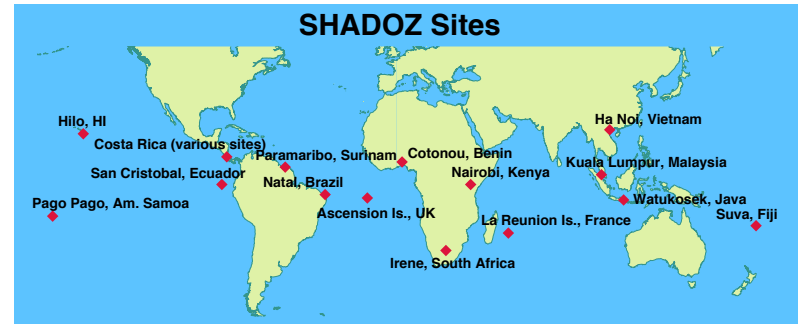 SHADOZ Sites
Hilo, HI
Ha Noi, Vietnam
Costa Rica (various sites)
Paramaribo, Surinam
Cotonou, Benin
Kuala Lumpur, Malaysia
San Cristobal, Ecuador
Nairobi, Kenya
Natal, Brazil
Watukosek, Java
Pago Pago, Am. Samoa
Ascension Is., UK
La Reunion Is., France
Suva, Fiji
Irene, South Africa